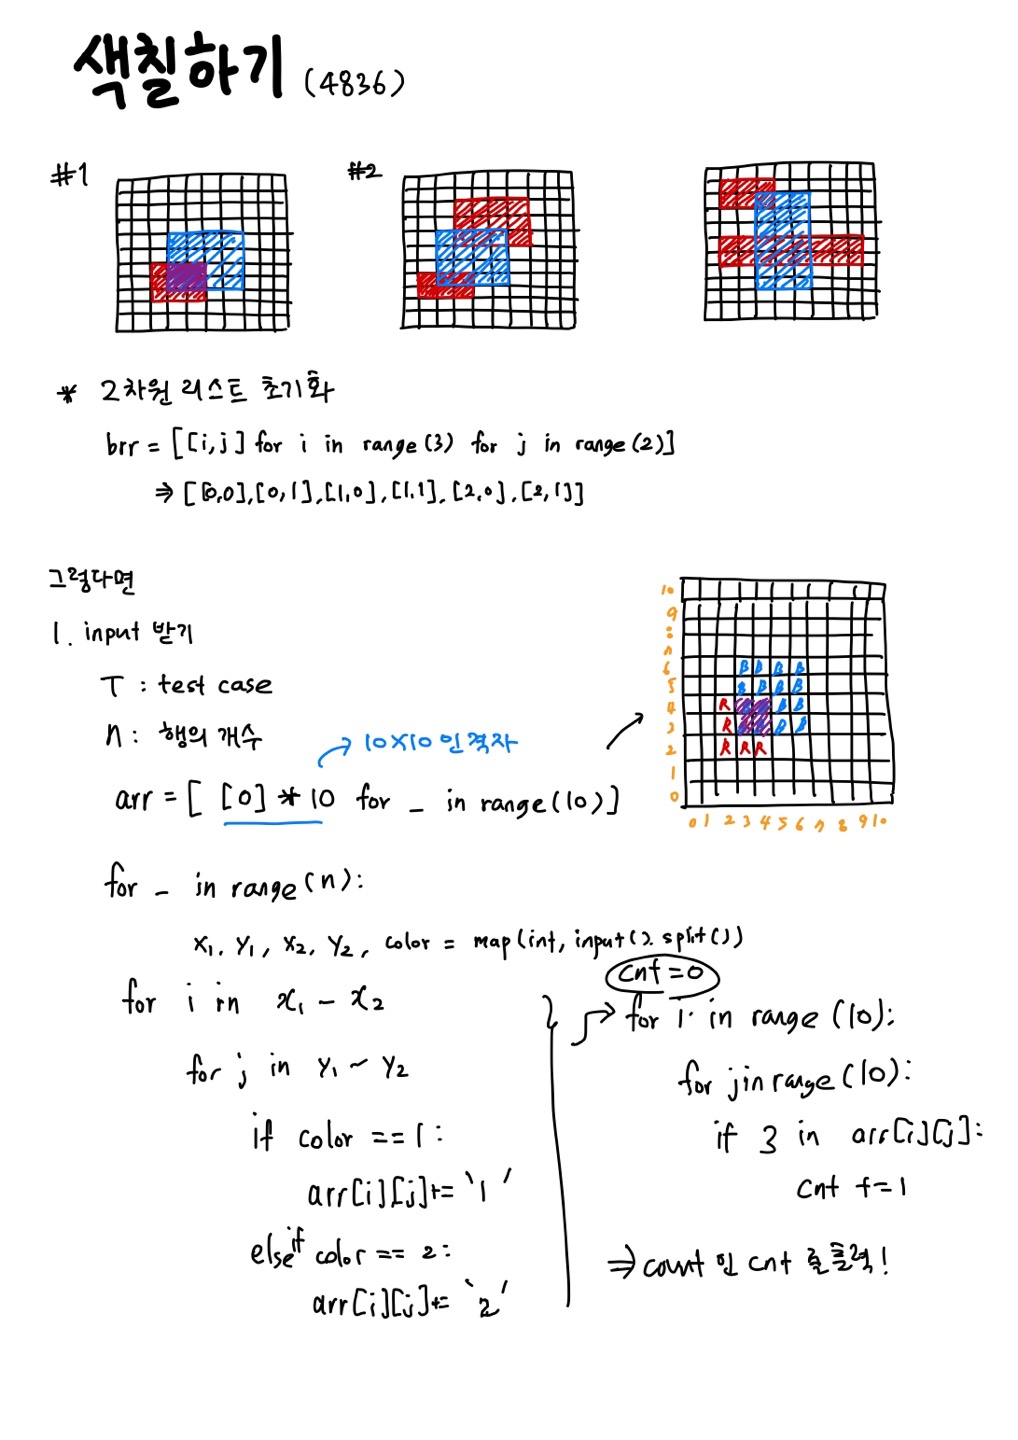 색칠하기 (4836)
#1
#2
* 2차원 리스트 초기화
brr = [[i,j] for i in range(3) for j in range(2)]
⇒ [[0,0],[0,1],[1,0],[1,1],[2,0],[2,1]]
그렇다면
1. input 받기
T : test case
n : 행의 개수
→ 10X10 인 격자
arr = [ [0] * 10 for _ in range(10)]
10
9
:
n
6 B B B B
5 B B B B
4 R B B
3 R B B
2 R R R
1
0
0 1 2 3 4 5 6 7 8 9 10
for _ in range(n):
x1, y1, x2, y2, color = map(int, input().split())
for i in x1 - x2
for j in y1 ~ y2
if color == 1:
arr[i][j]+= '1'
elseif color == 2:
arr[i][j]+= '2'
cnt = 0
for i in range (10):
for j in range(10):
if 3 in arr[i][j]:
cnt += 1
⇒ count 인 cnt 를 출력!